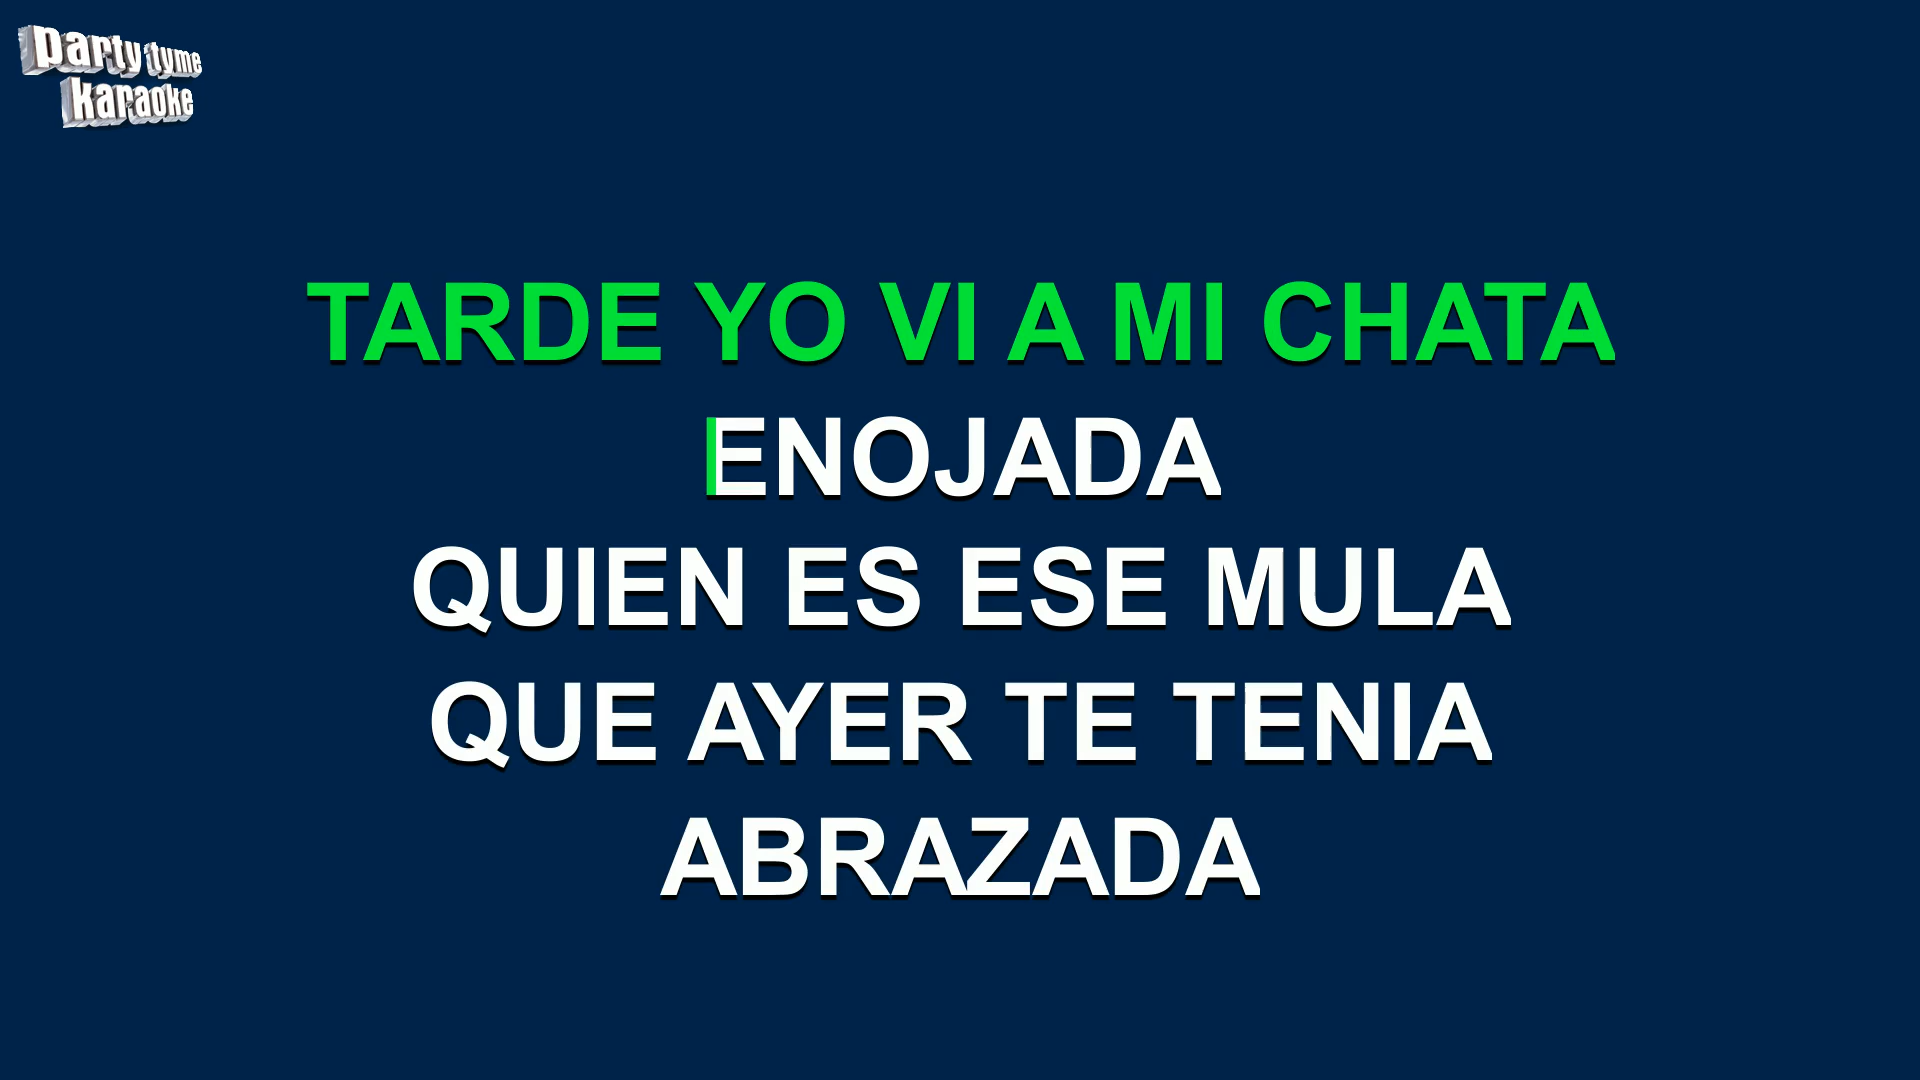 party tyme
karaoke
TARDE YO VI A MI CHATA
ENOJADA
QUIEN ES ESE MULA
QUE AYER TE TENIA
ABRAZADA